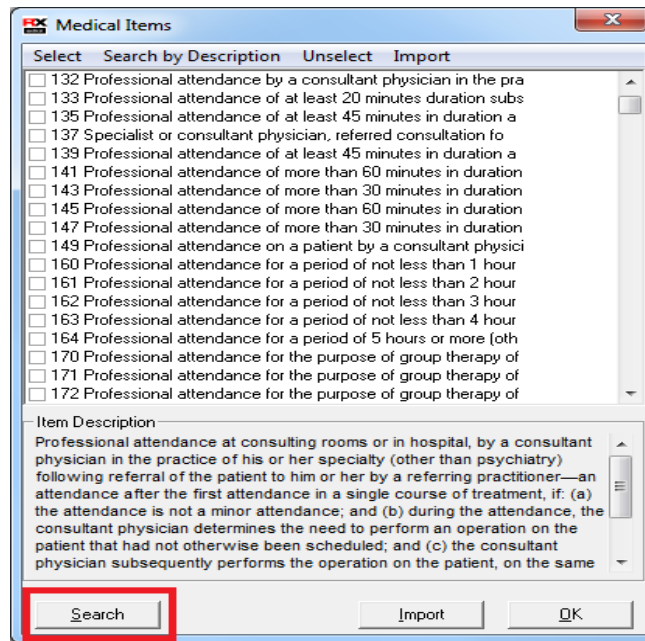 RX Medical Items
Select Search by Description Unselect Import
132 Professional attendance by a consultant physician in the pra
133 Professional attendance of at least 20 minutes duration subs
135 Professional attendance of at least 45 minutes in duration a
137 Specialist or consultant physician, referred consultation fo
139 Professional attendance of at least 45 minutes in duration a
141 Professional attendance of more than 60 minutes in duration
143 Professional attendance of more than 30 minutes in duration
145 Professional attendance of more than 60 minutes in duration
147 Professional attendance of more than 30 minutes in duration
149 Professional attendance on a patient by a consultant physici
160 Professional attendance for a period of not less than 1 hour
161 Professional attendance for a period of not less than 2 hour
162 Professional attendance for a period of not less than 3 hour
163 Professional attendance for a period of not less than 4 hour
164 Professional attendance for a period of 5 hours or more (oth
170 Professional attendance for the purpose of group therapy of
171 Professional attendance for the purpose of group therapy of
172 Professional attendance for the purpose of group therapy of
Item Description
Professional attendance at consulting rooms or in hospital, by a consultant
physician in the practice of his or her specialty (other than psychiatry)
following referral of the patient to him or her by a referring practitioner—an
attendance after the first attendance in a single course of treatment, if: (a)
the attendance is not a minor attendance; and (b) during the attendance, the
consultant physician determines the need to perform an operation on the
patient that had not otherwise been scheduled; and (c) the consultant
physician subsequently performs the operation on the patient, on the same
Search Import OK